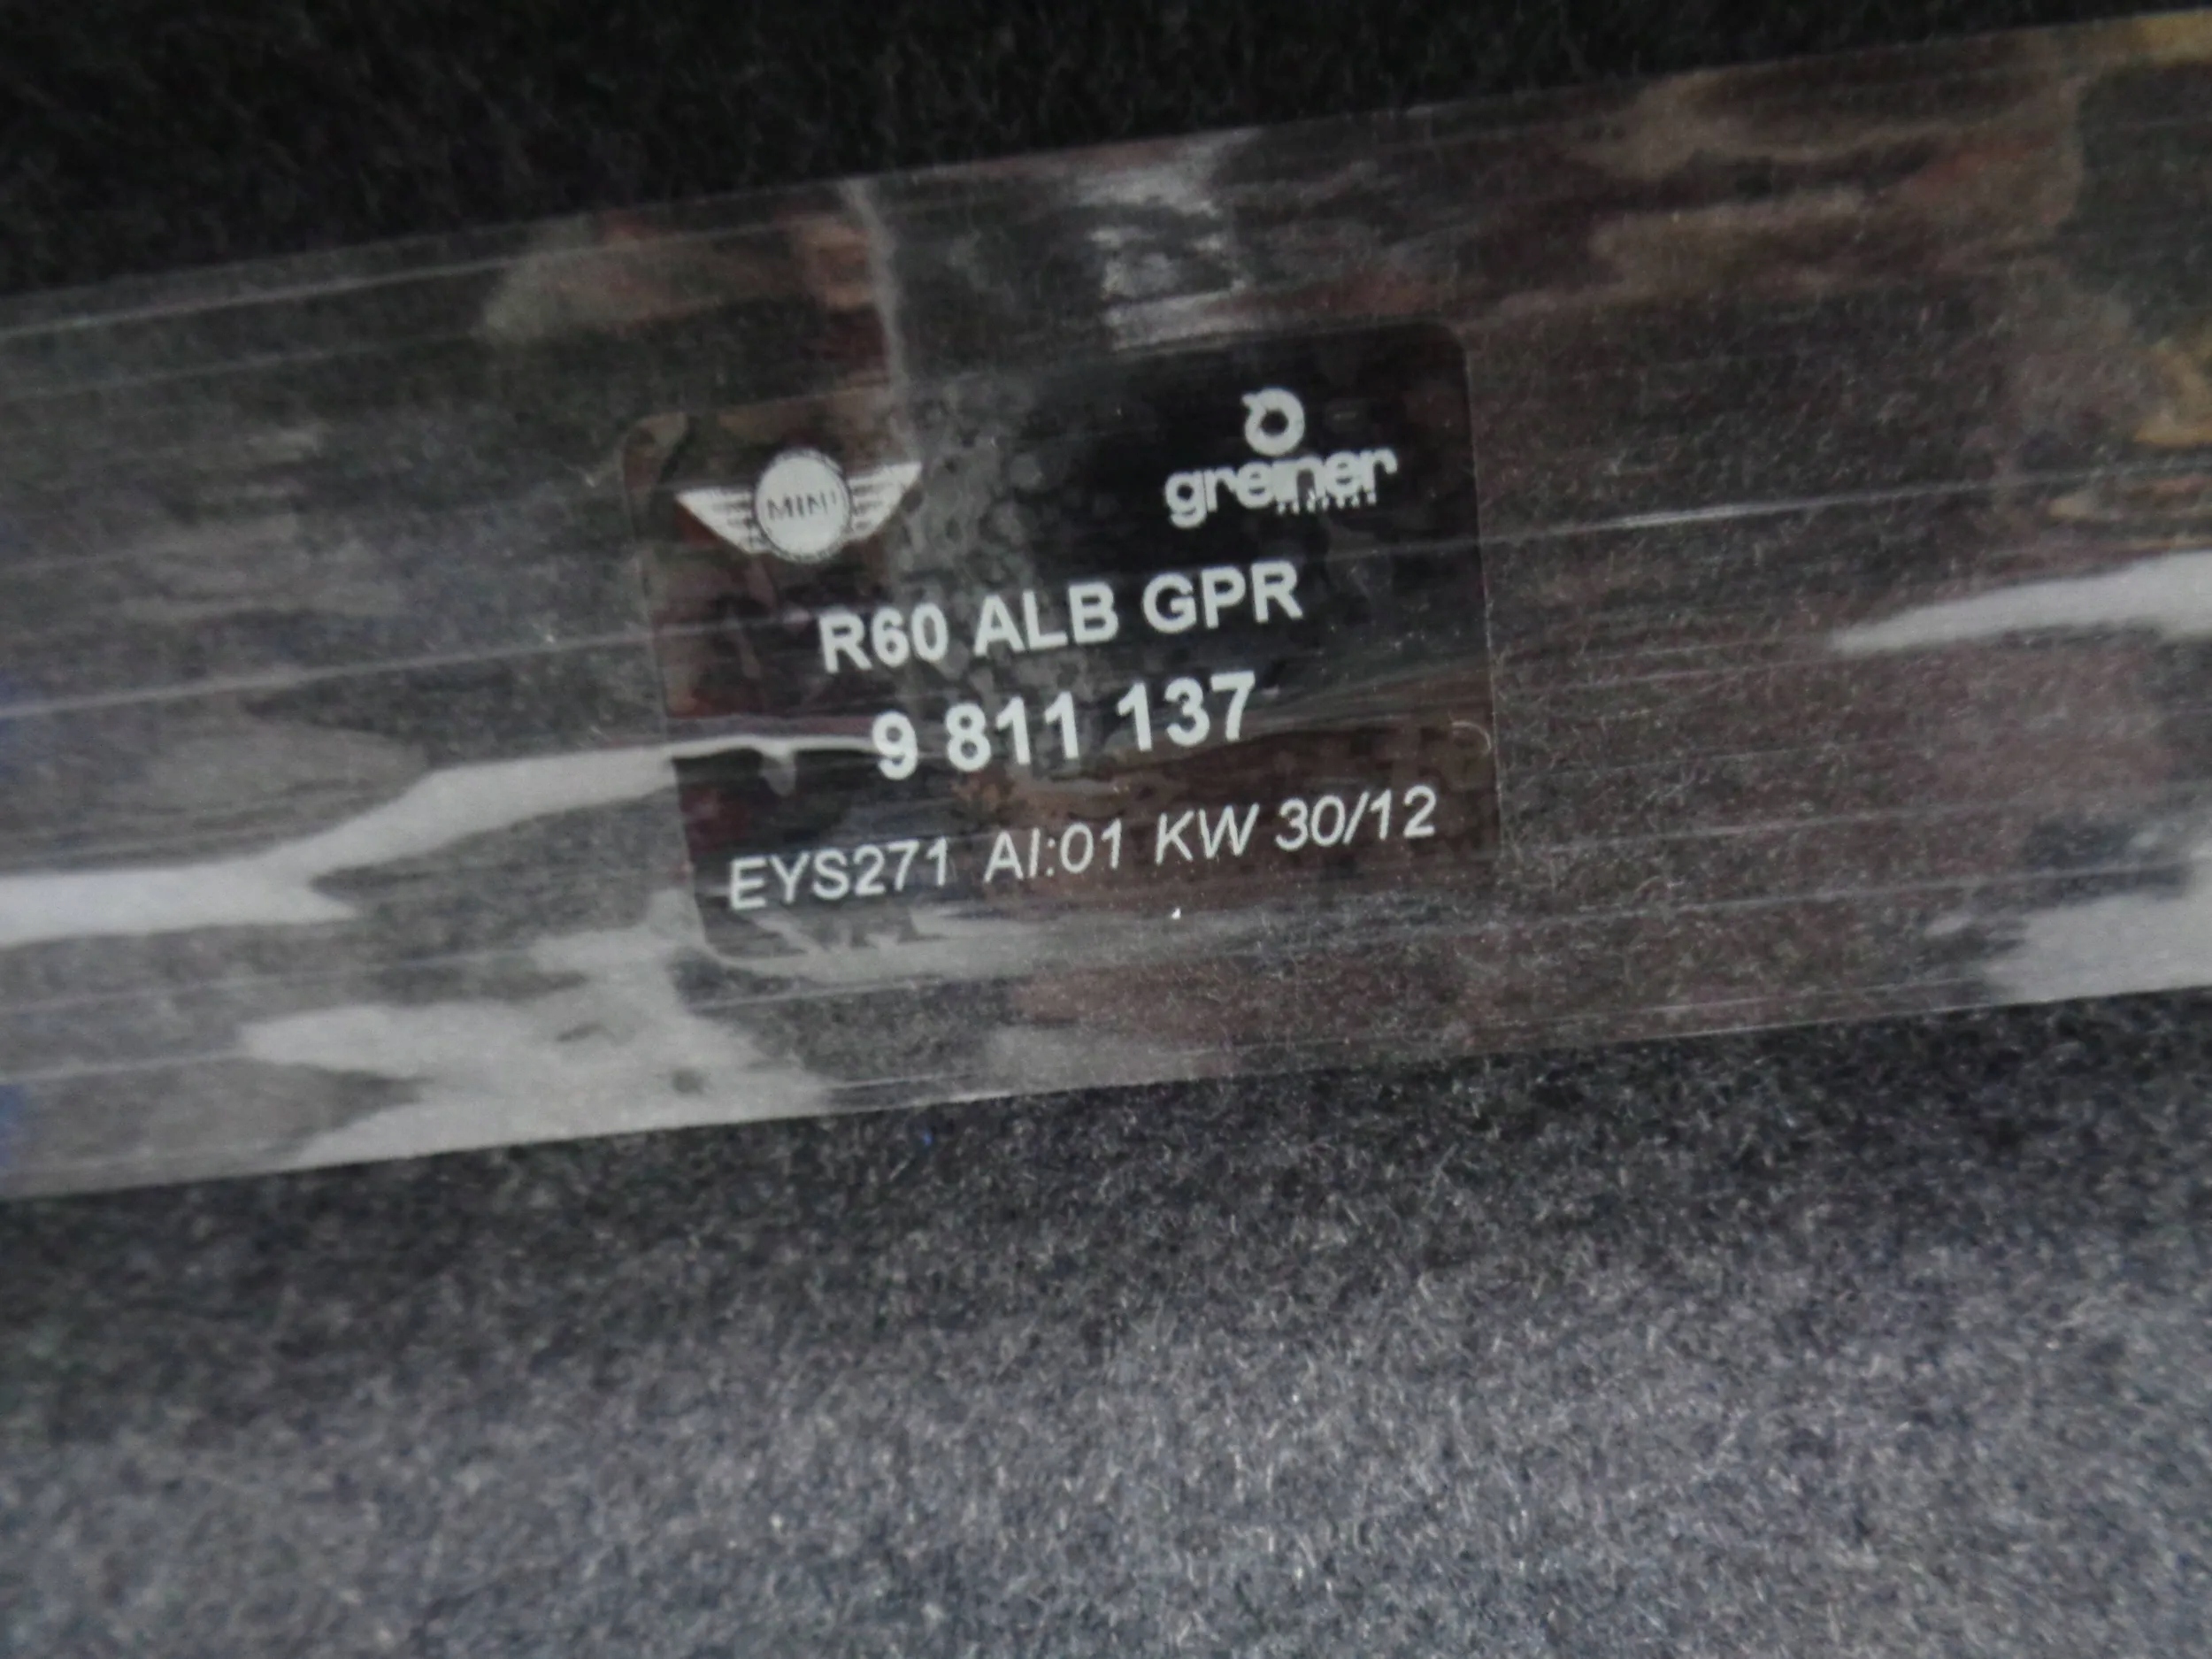 MINI
greiner
R60 ALB GPR
9 811 137
EYS271 AI:01 KW 30/12